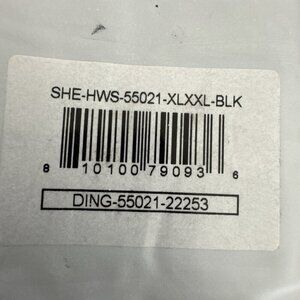 SHE-HWS-55021-XLXXL-BLK
8 10100 79093 6
DING-55021-22253